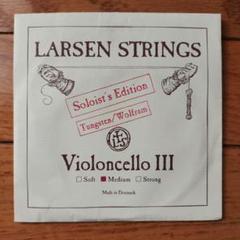 LARSEN STRINGS
Soloist's Edition
Tungsten/Wolfram
Violoncello III
Soft Medium Strong
Made in Denmark